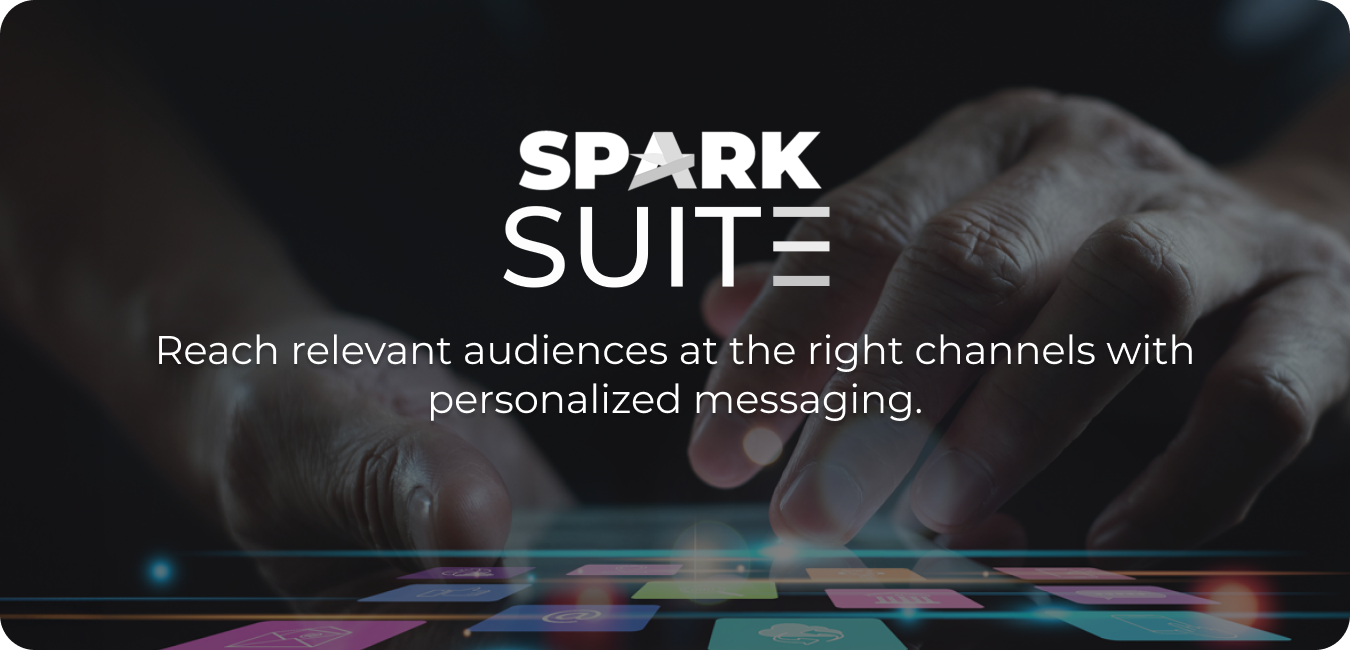 SPARK
SUITE
Reach relevant audiences at the right channels with
personalized messaging.
@